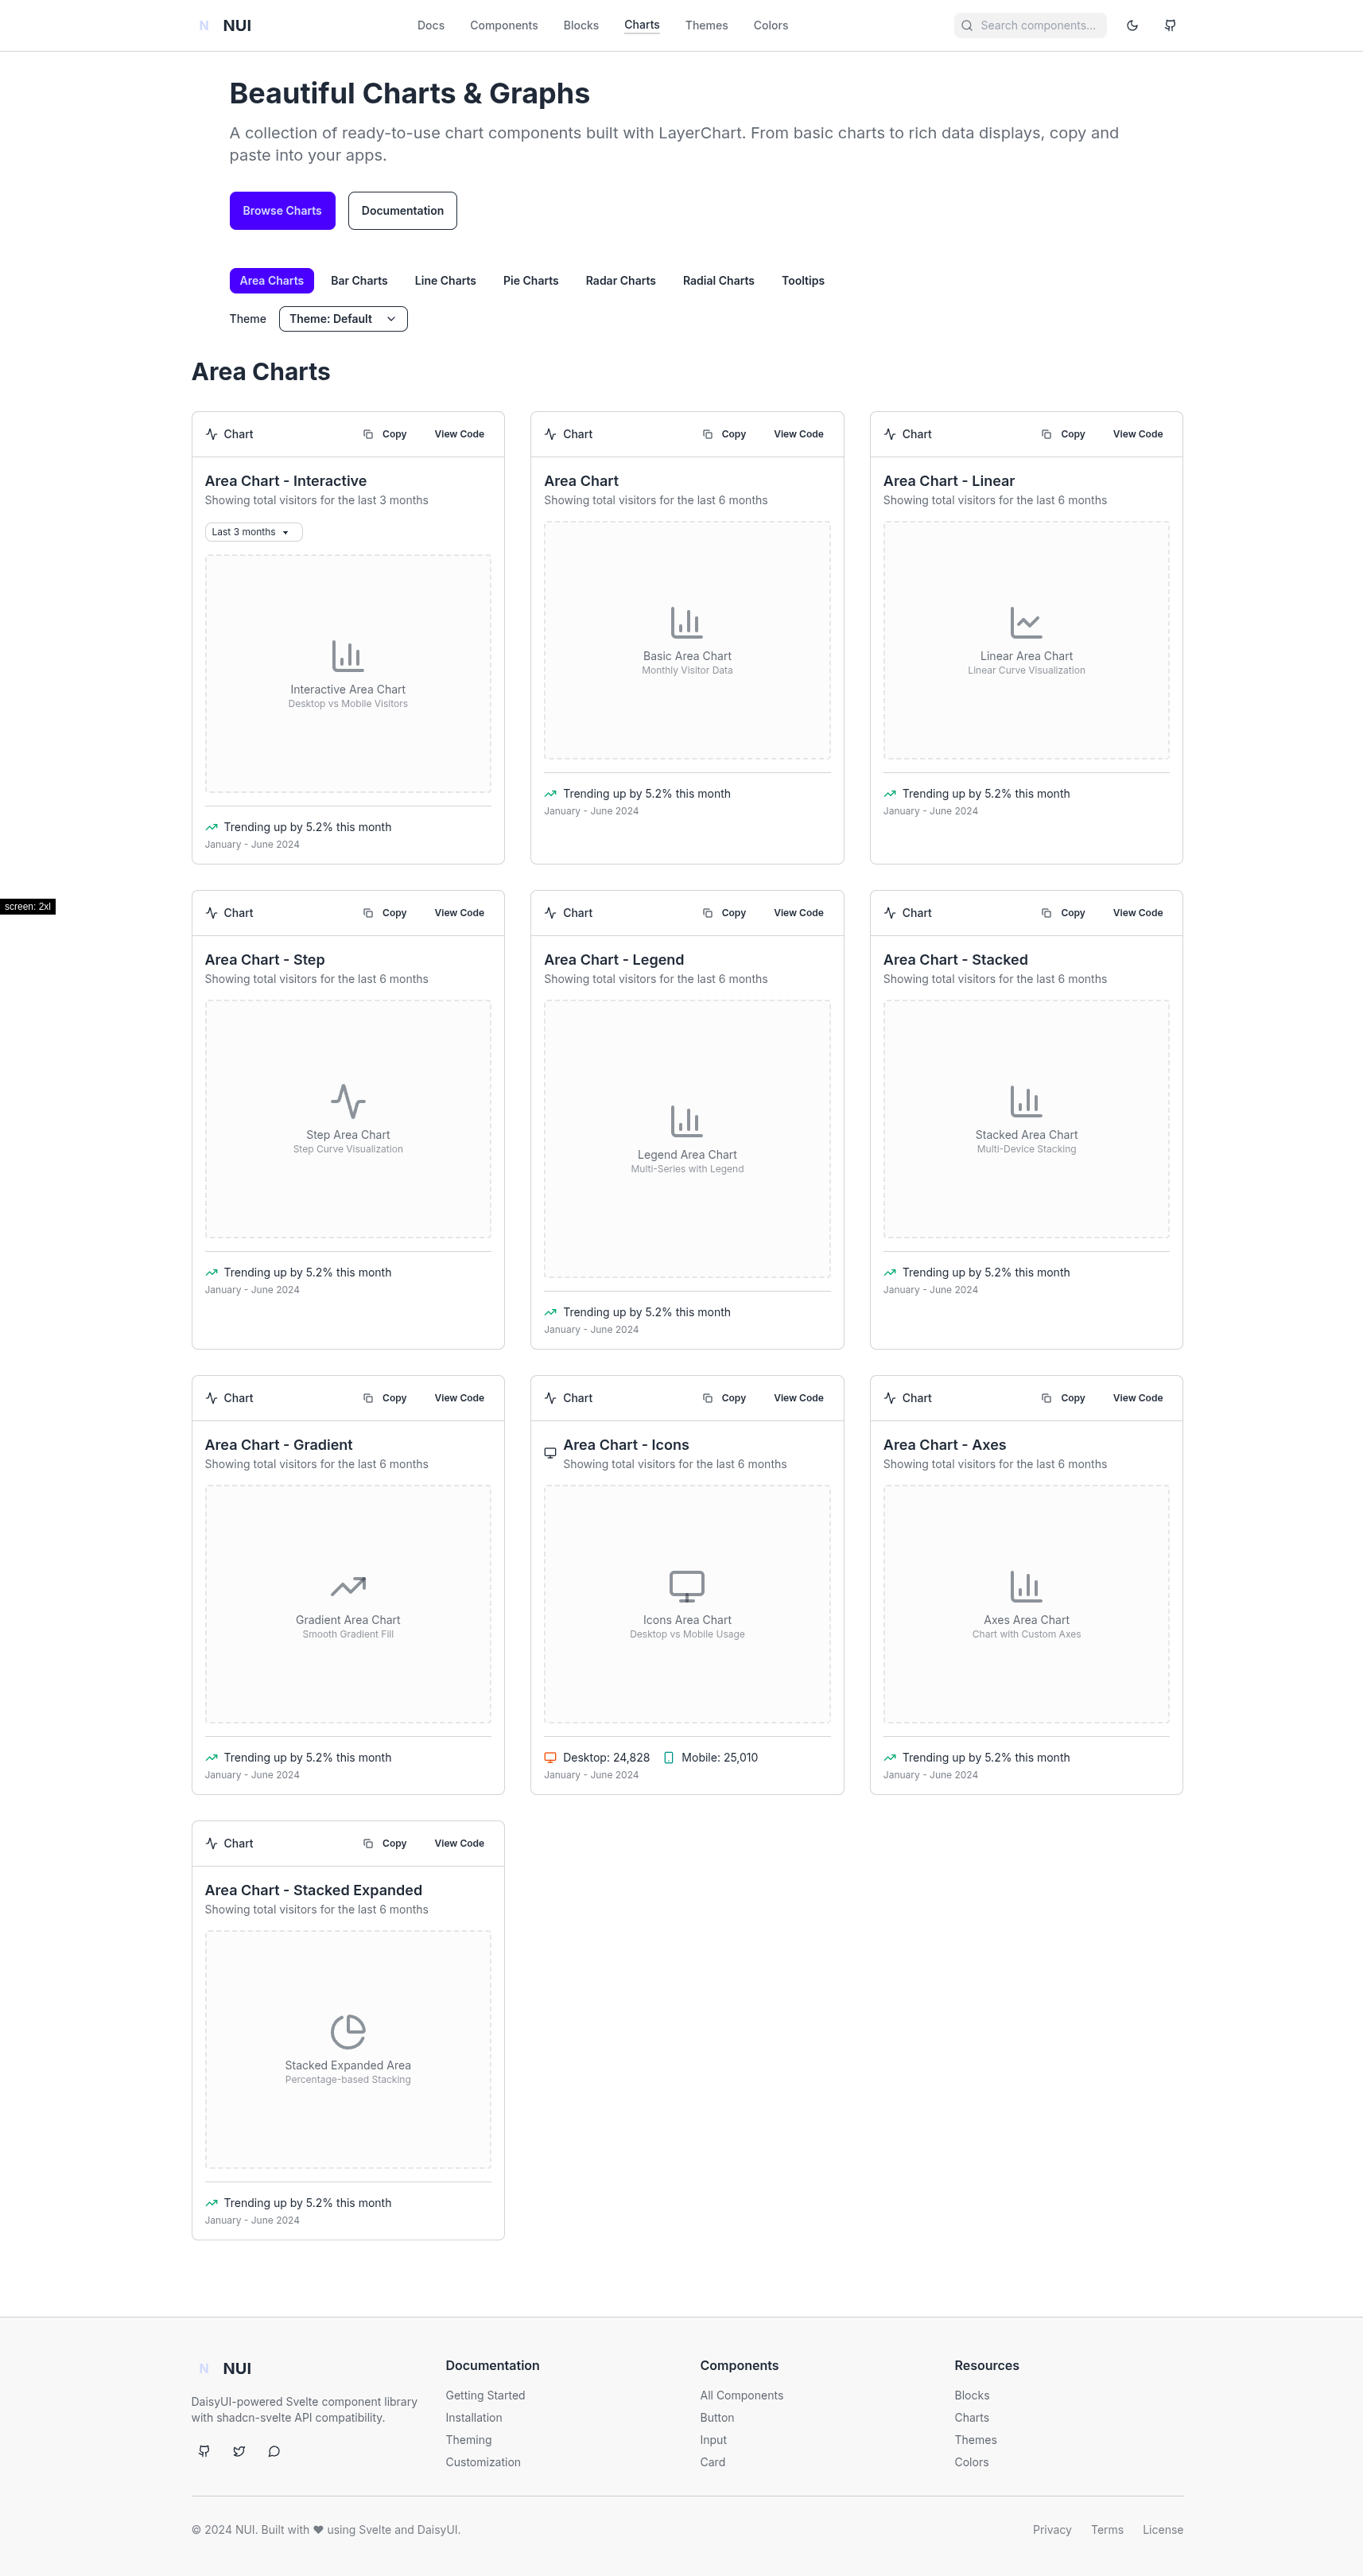 N NUI
Docs Components Blocks Charts Themes Colors
Search components...
Beautiful Charts & Graphs
A collection of ready-to-use chart components built with LayerChart. From basic charts to rich data displays, copy and
paste into your apps.
Browse Charts Documentation
Area Charts Bar Charts Line Charts Pie Charts Radar Charts Radial Charts Tooltips
Theme Theme: Default
Area Charts
Chart Copy View Code
Area Chart - Interactive
Showing total visitors for the last 3 months
Last 3 months
Interactive Area Chart
Desktop vs Mobile Visitors
Trending up by 5.2% this month
January - June 2024
Chart Copy View Code
Area Chart
Showing total visitors for the last 6 months
Basic Area Chart
Monthly Visitor Data
Trending up by 5.2% this month
January - June 2024
Chart Copy View Code
Area Chart - Linear
Showing total visitors for the last 6 months
Linear Area Chart
Linear Curve Visualization
Trending up by 5.2% this month
January - June 2024
screen: 2xl
Chart Copy View Code
Area Chart - Step
Showing total visitors for the last 6 months
Step Area Chart
Step Curve Visualization
Trending up by 5.2% this month
January - June 2024
Chart Copy View Code
Area Chart - Legend
Showing total visitors for the last 6 months
Legend Area Chart
Multi-Series with Legend
Trending up by 5.2% this month
January - June 2024
Chart Copy View Code
Area Chart - Stacked
Showing total visitors for the last 6 months
Stacked Area Chart
Multi-Device Stacking
Trending up by 5.2% this month
January - June 2024
Chart Copy View Code
Area Chart - Gradient
Showing total visitors for the last 6 months
Gradient Area Chart
Smooth Gradient Fill
Trending up by 5.2% this month
January - June 2024
Chart Copy View Code
Area Chart - Icons
Showing total visitors for the last 6 months
Icons Area Chart
Desktop vs Mobile Usage
Desktop: 24,828 Mobile: 25,010
January - June 2024
Chart Copy View Code
Area Chart - Axes
Showing total visitors for the last 6 months
Axes Area Chart
Chart with Custom Axes
Trending up by 5.2% this month
January - June 2024
Chart Copy View Code
Area Chart - Stacked Expanded
Showing total visitors for the last 6 months
Stacked Expanded Area
Percentage-based Stacking
Trending up by 5.2% this month
January - June 2024
N NUI
DaisyUI-powered Svelte component library
with shadcn-svelte API compatibility.
Documentation
Getting Started
Installation
Theming
Customization
Components
All Components
Button
Input
Card
Resources
Blocks
Charts
Themes
Colors
© 2024 NUI. Built with ♥ using Svelte and DaisyUI.
Privacy Terms License